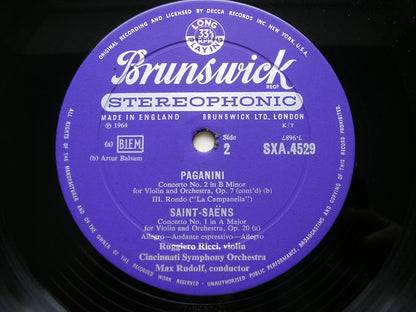 ORIGINAL RECORDING AND LICENSED BY DECCA RECORDS INC. NEW YORK, U.S.A.
LONG
33⅓
R.P.M.
PLAYING
Brunswick
REGD
STEREOPHONIC
MADE IN ENGLAND BRUNSWICK LTD., LONDON
℗ 1964 K/Y
(a) B.I.E.M. Side L968*7
(b) Artur Balsam 2 SXA.4529
PAGANINI
Concerto No. 2 in B Minor
for Violin and Orchestra, Op. 7 (cont'd) (b)
III. Rondo ("La Campanella")
SAINT-SAËNS
Concerto No. 1 in A Major
for Violin and Orchestra, Op. 20 (a)
Allegro—Andante espressivo—Allegro
Ruggiero Ricci, violin
Cincinnati Symphony Orchestra
Max Rudolf, conductor
ALL RIGHTS OF THE MANUFACTURER AND OF THE OWNER OF THE RECORDED WORK RESERVED - UNAUTHORISED PUBLIC PERFORMANCE, BROADCASTING AND COPYING OF THIS RECORD PROHIBITED.